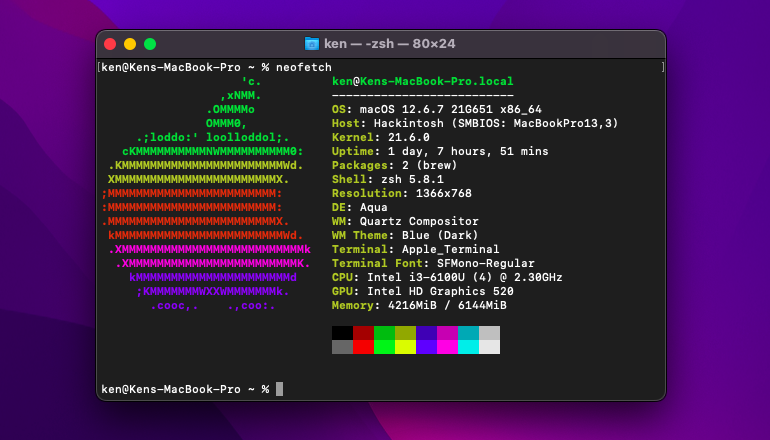 ken — -zsh — 80×24
[ken@Kens-MacBook-Pro ~ % neofetch ]
'c.
,xNMM.
.OMMMMo
OMMM0,
.;loddo:' loolloddol;.
cKMMMMMMMMMMNWMMMMMMMMMM0:
.KMMMMMMMMMMMMMMMMMMMMMMMWd.
XMMMMMMMMMMMMMMMMMMMMMMMX.
;MMMMMMMMMMMMMMMMMMMMMMMM:
:MMMMMMMMMMMMMMMMMMMMMMMM:
.MMMMMMMMMMMMMMMMMMMMMMMMX.
kMMMMMMMMMMMMMMMMMMMMMMMMWd.
.XMMMMMMMMMMMMMMMMMMMMMMMMMMk
.XMMMMMMMMMMMMMMMMMMMMMMMMK.
kMMMMMMMMMMMMMMMMMMMMMMd
;KMMMMMMMWXXWMMMMMMMk.
.cooc,. .,coo:.
ken@Kens-MacBook-Pro.local
--------------------------
OS: macOS 12.6.7 21G651 x86_64
Host: Hackintosh (SMBIOS: MacBookPro13,3)
Kernel: 21.6.0
Uptime: 1 day, 7 hours, 51 mins
Packages: 2 (brew)
Shell: zsh 5.8.1
Resolution: 1366x768
DE: Aqua
WM: Quartz Compositor
WM Theme: Blue (Dark)
Terminal: Apple_Terminal
Terminal Font: SFMono-Regular
CPU: Intel i3-6100U (4) @ 2.30GHz
GPU: Intel HD Graphics 520
Memory: 4216MiB / 6144MiB
ken@Kens-MacBook-Pro ~ %